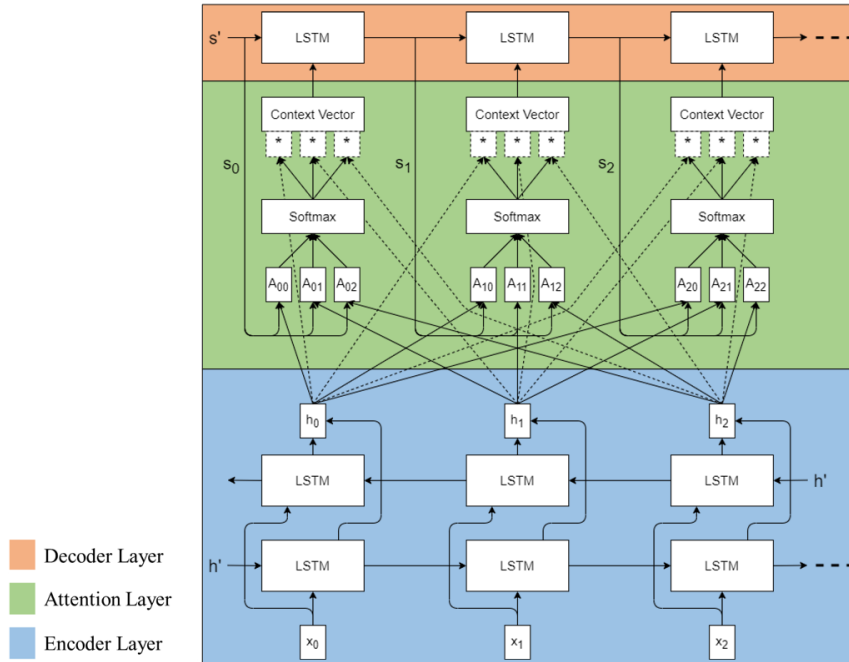 s'
LSTM
LSTM
LSTM
Context Vector
Context Vector
Context Vector
* * *
* * *
* * *
s0
s1
s2
Softmax
Softmax
Softmax
A00 A01 A02
A10 A11 A12
A20 A21 A22
h0
h1
h2
LSTM
LSTM
LSTM
h'
h'
LSTM
LSTM
LSTM
x0
x1
x2
Decoder Layer
Attention Layer
Encoder Layer